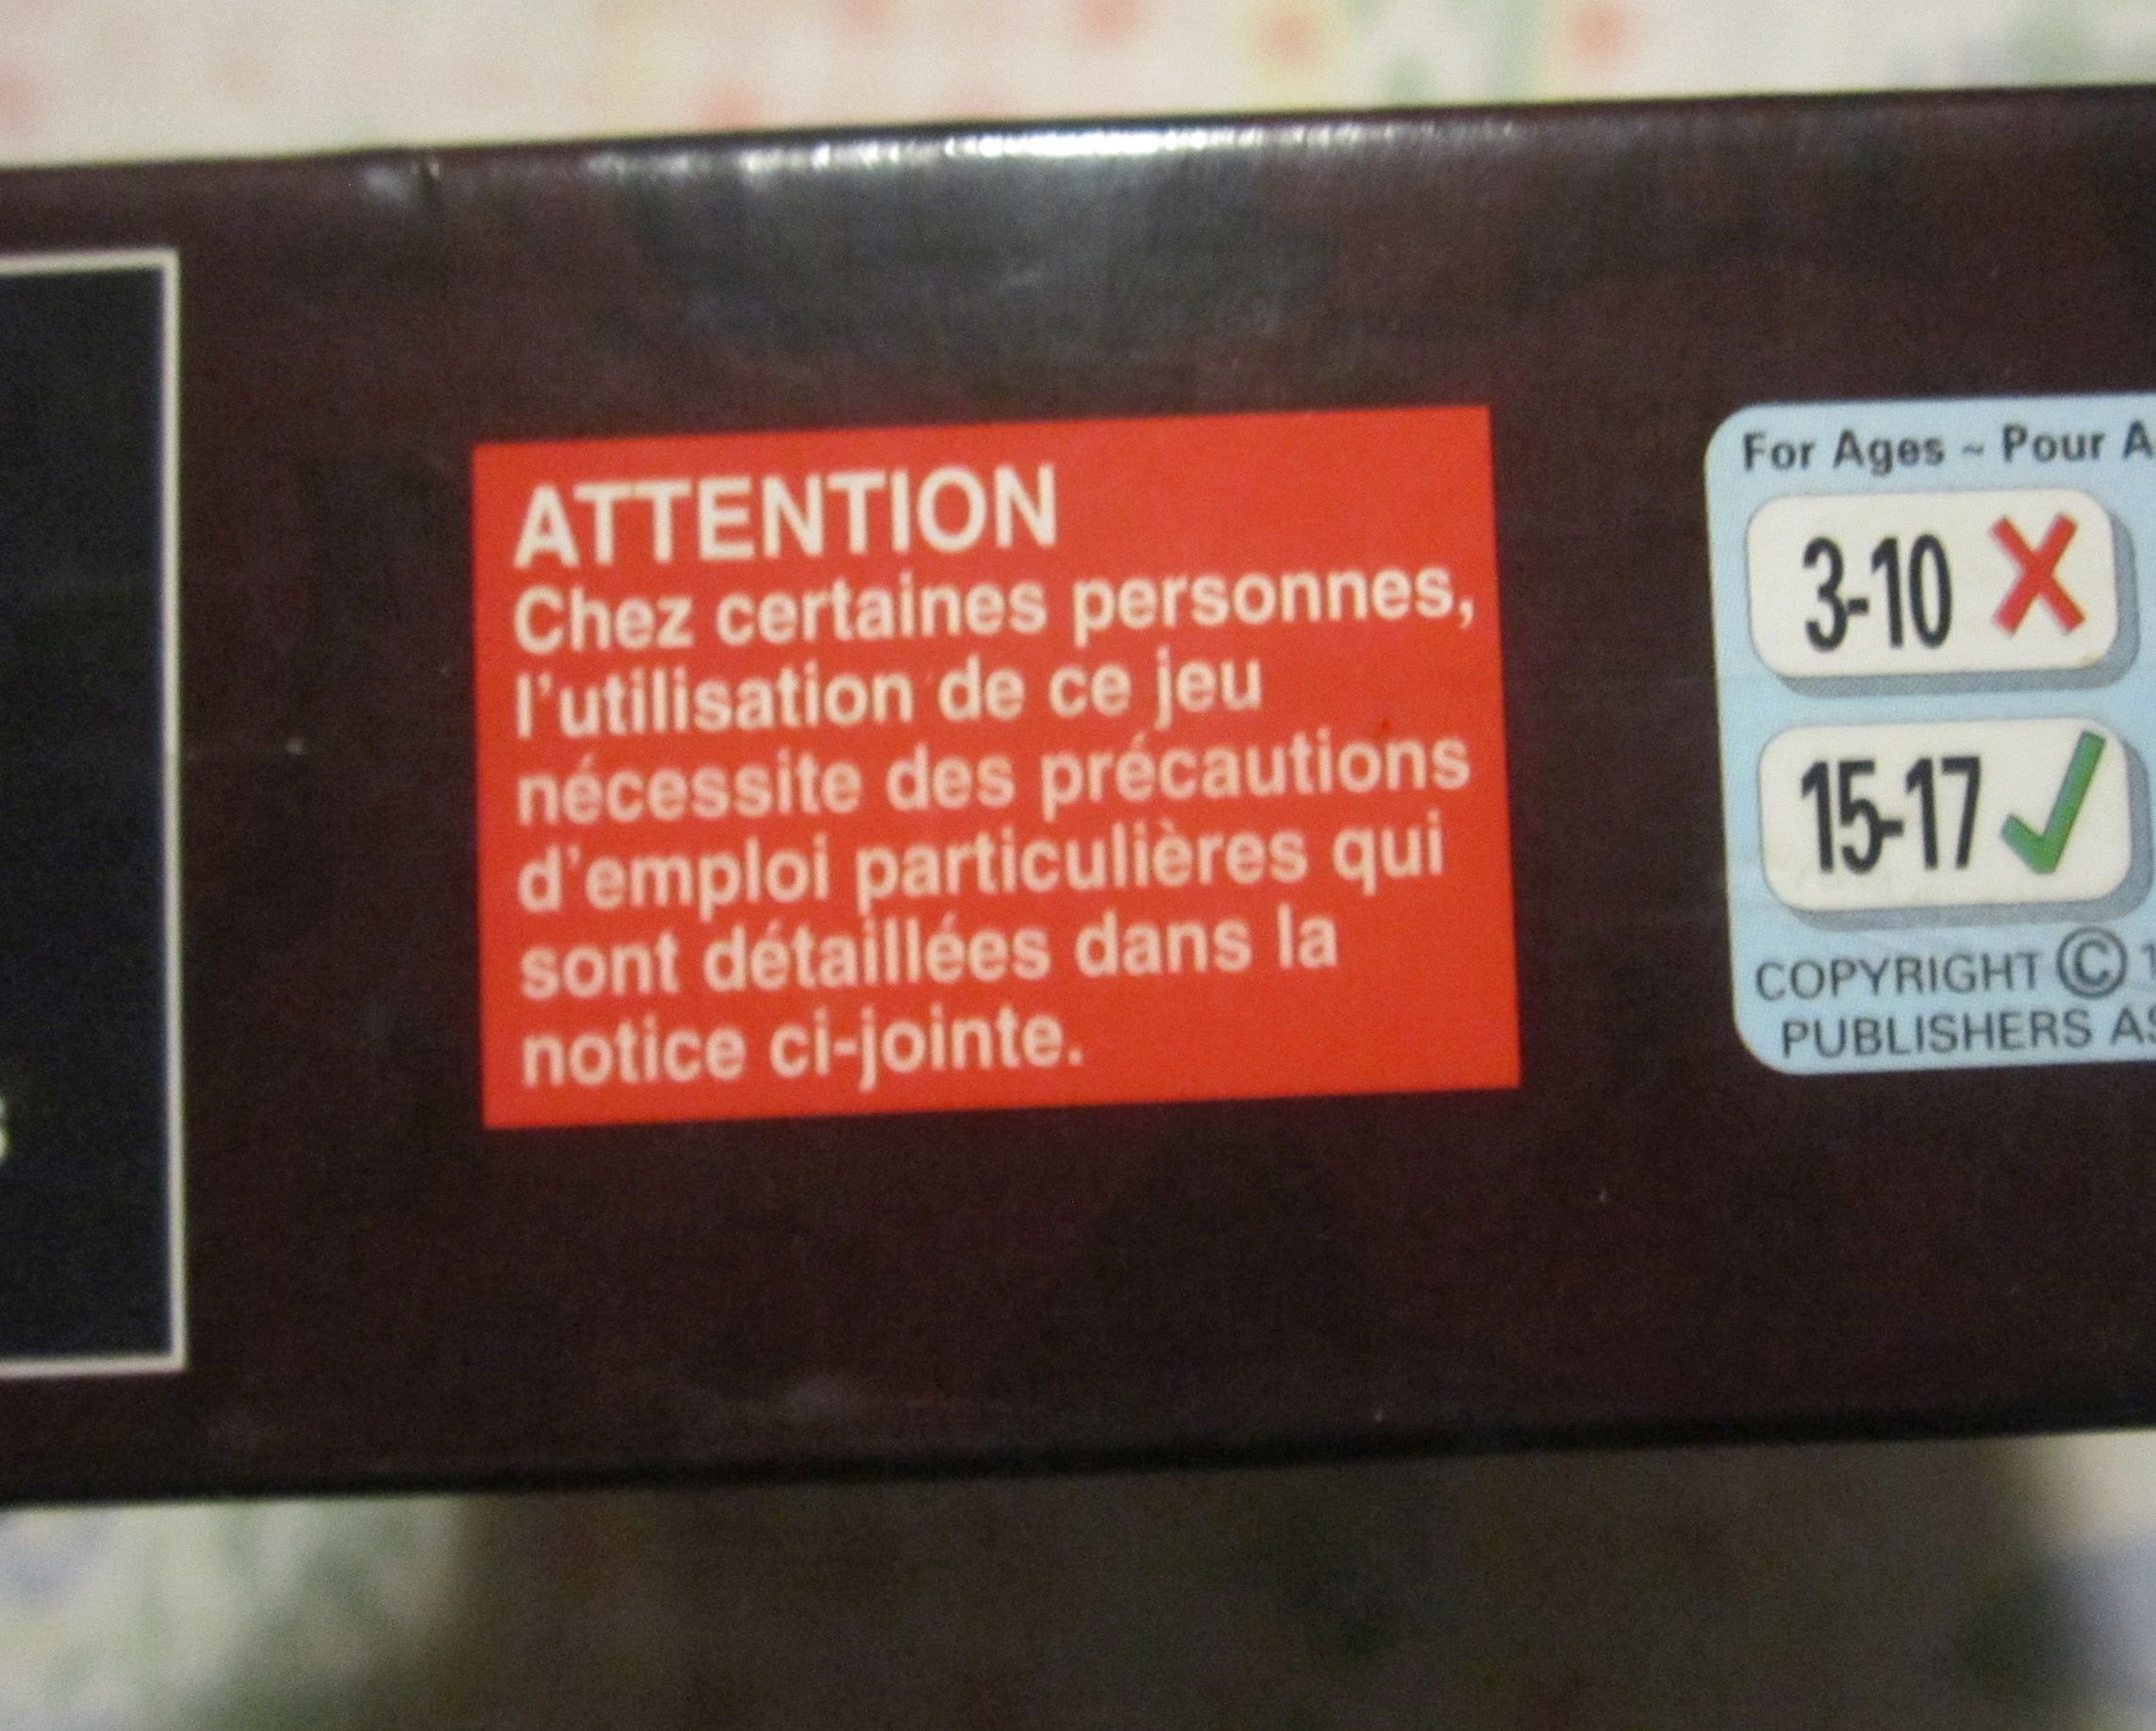 ATTENTION
Chez certaines personnes,
l'utilisation de ce jeu
nécessite des précautions
d'emploi particulières qui
sont détaillées dans la
notice ci-jointe.
For Ages ~ Pour
3-10
15-17
COPYRIGHT ©
PUBLISHERS